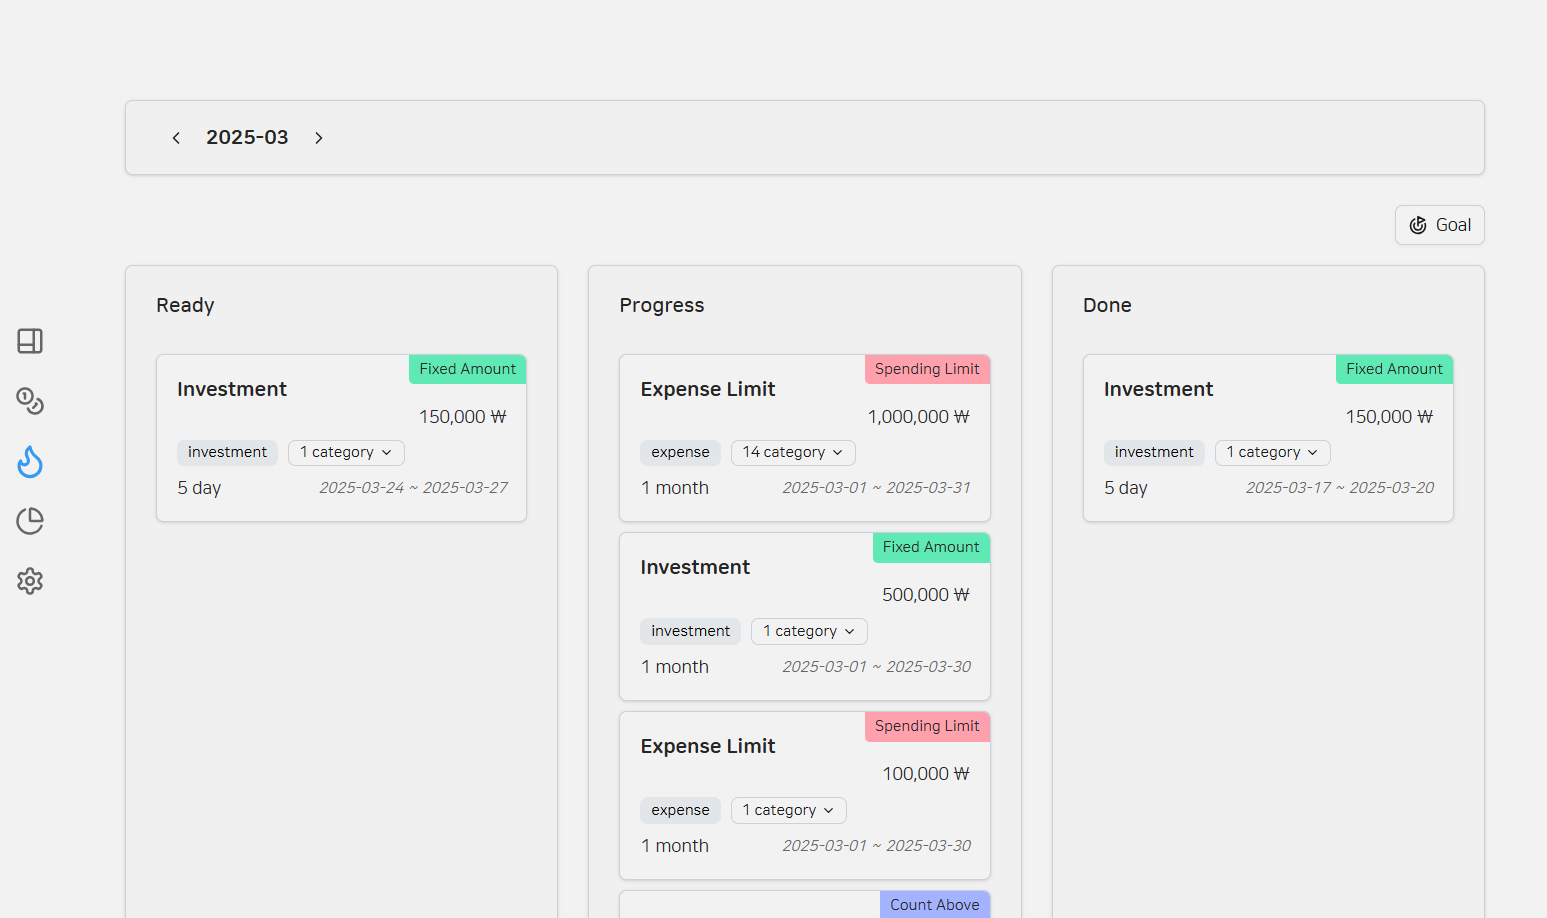 2025-03
Goal
Ready
Fixed Amount
Investment
150,000 ₩
investment 1 category
5 day 2025-03-24 ~ 2025-03-27
Progress
Spending Limit
Expense Limit
1,000,000 ₩
expense 14 category
1 month 2025-03-01 ~ 2025-03-31
Fixed Amount
Investment
500,000 ₩
investment 1 category
1 month 2025-03-01 ~ 2025-03-30
Spending Limit
Expense Limit
100,000 ₩
expense 1 category
1 month 2025-03-01 ~ 2025-03-30
Count Above
Done
Fixed Amount
Investment
150,000 ₩
investment 1 category
5 day 2025-03-17 ~ 2025-03-20